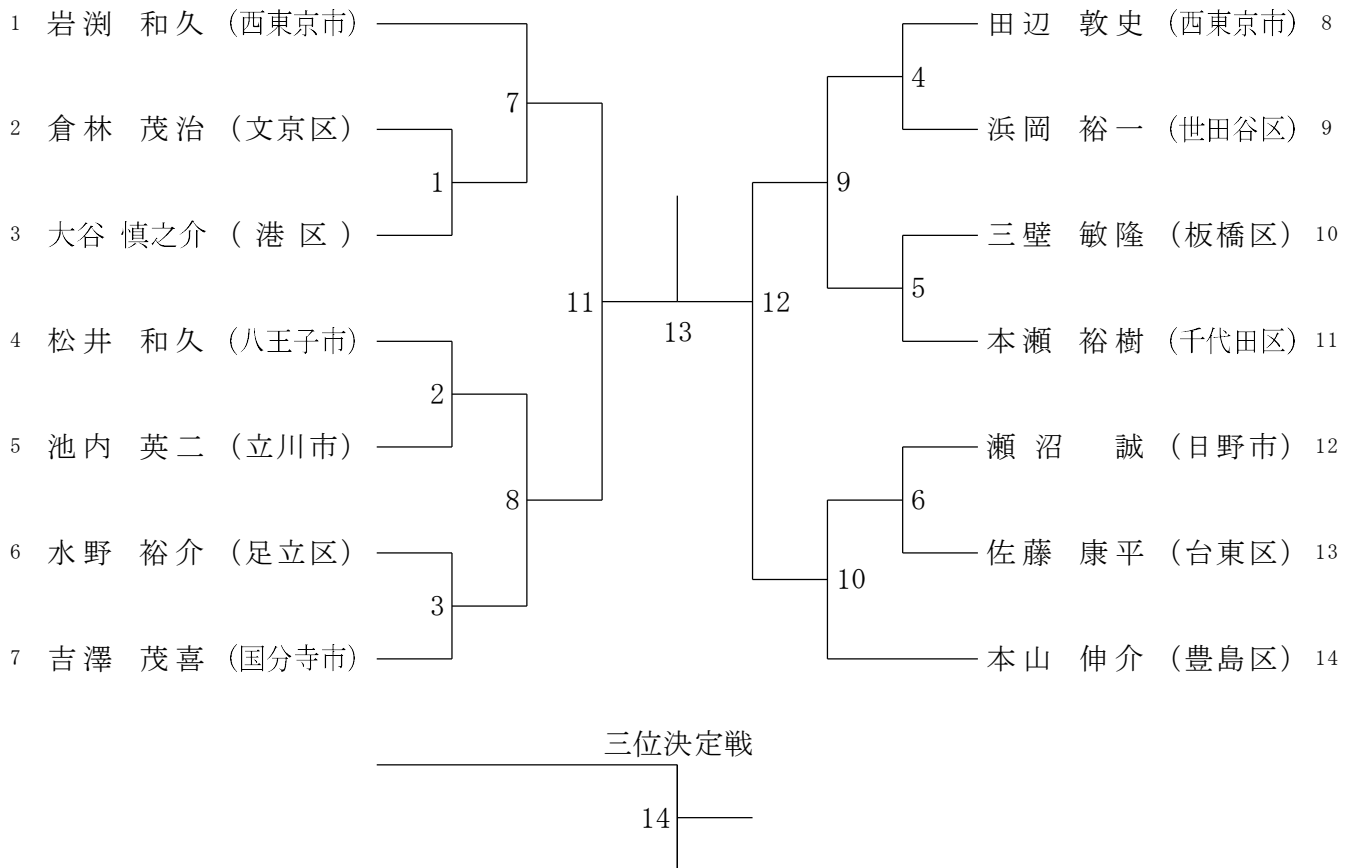 1 岩渕 和久 (西東京市)
2 倉林 茂治 (文京区)
3 大谷 慎之介 (港区)
4 松井 和久 (八王子市)
5 池内 英二 (立川市)
6 水野 裕介 (足立区)
7 吉澤 茂喜 (国分寺市)
7
1
2
8
3
11
13
12
田辺 敦史 (西東京市) 8
浜岡 裕一 (世田谷区) 9
三壁 敏隆 (板橋区) 10
本瀬 裕樹 (千代田区) 11
瀬沼 誠 (日野市) 12
佐藤 康平 (台東区) 13
本山 伸介 (豊島区) 14
4
9
5
6
10
三位決定戦
14